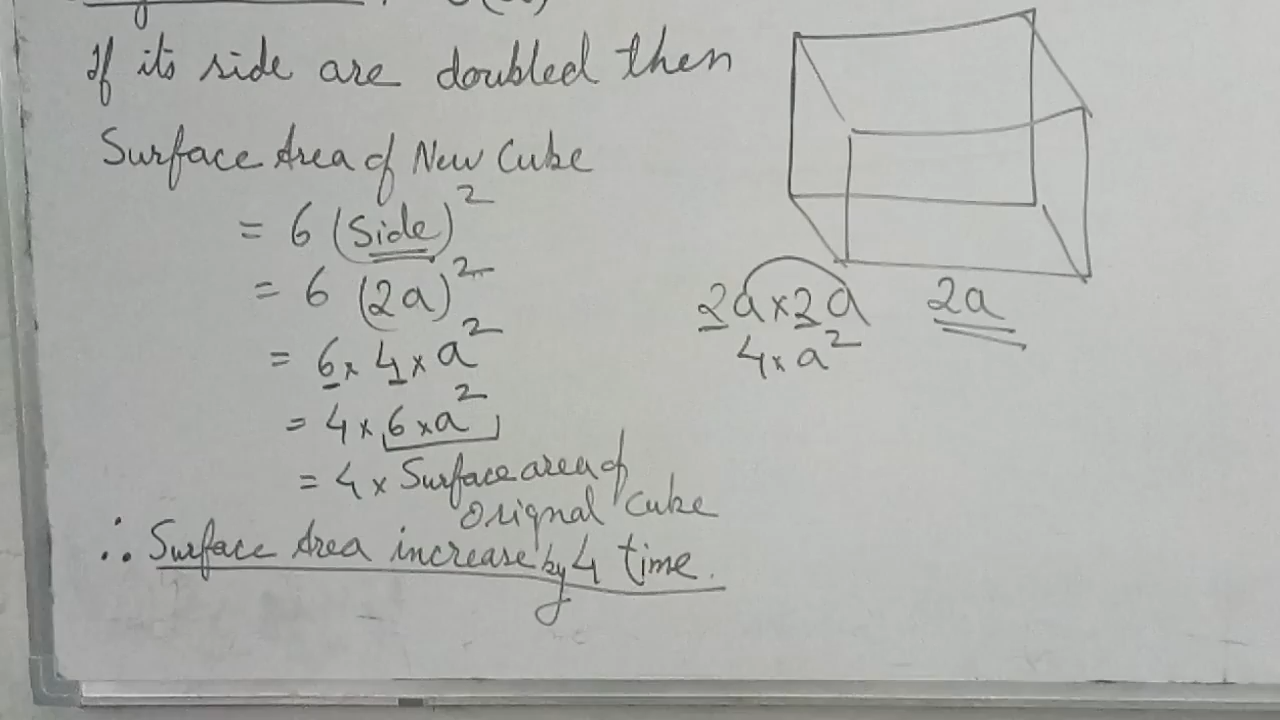 If its side are doubled then
Surface Area of New Cube
= 6 (Side)²
= 6 (2a)²
= 6 × 4 × a²
= 4 × 6 × a²
= 4 × Surface area of
orignal Cube
∴ Surface Area increase by 4 time.
2a × 2a
4 × a²
2a